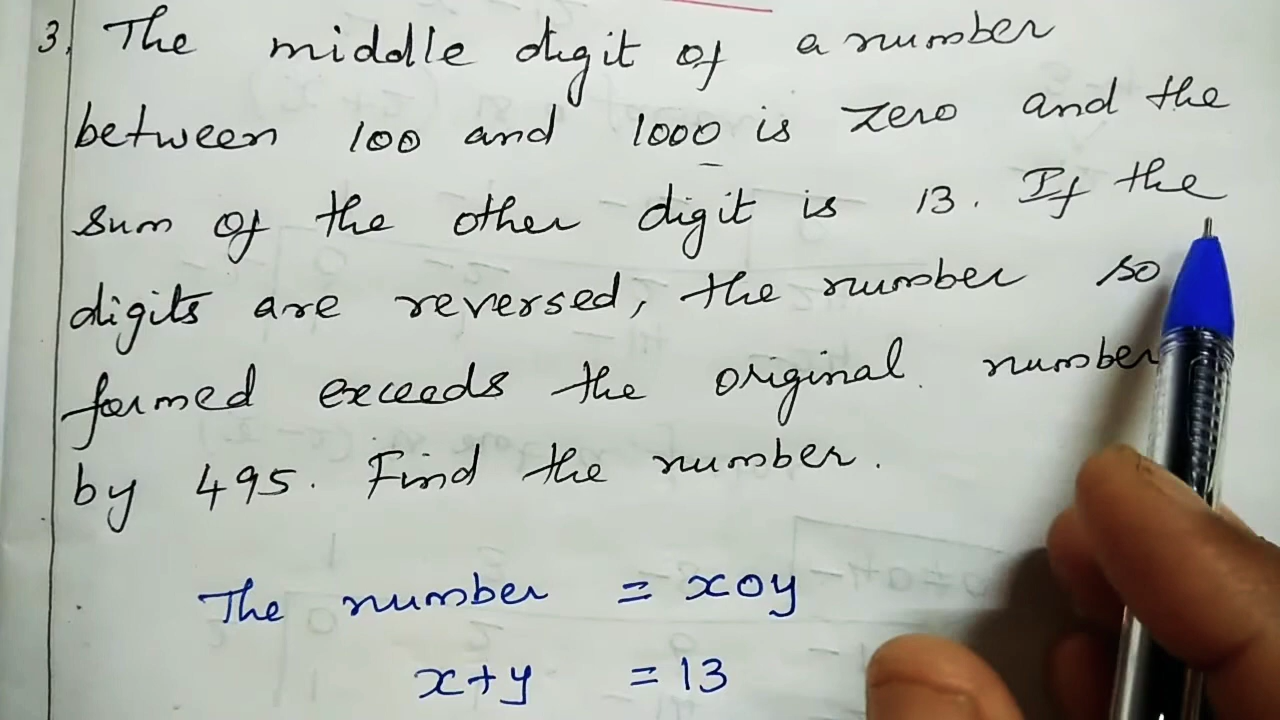 3. The middle digit of a number
between 100 and 1000 is zero and the
sum of the other digit is 13. If the
digits are reversed, the number so
formed exceeds the original number
by 495. Find the number.
The number = x0y
x+y = 13